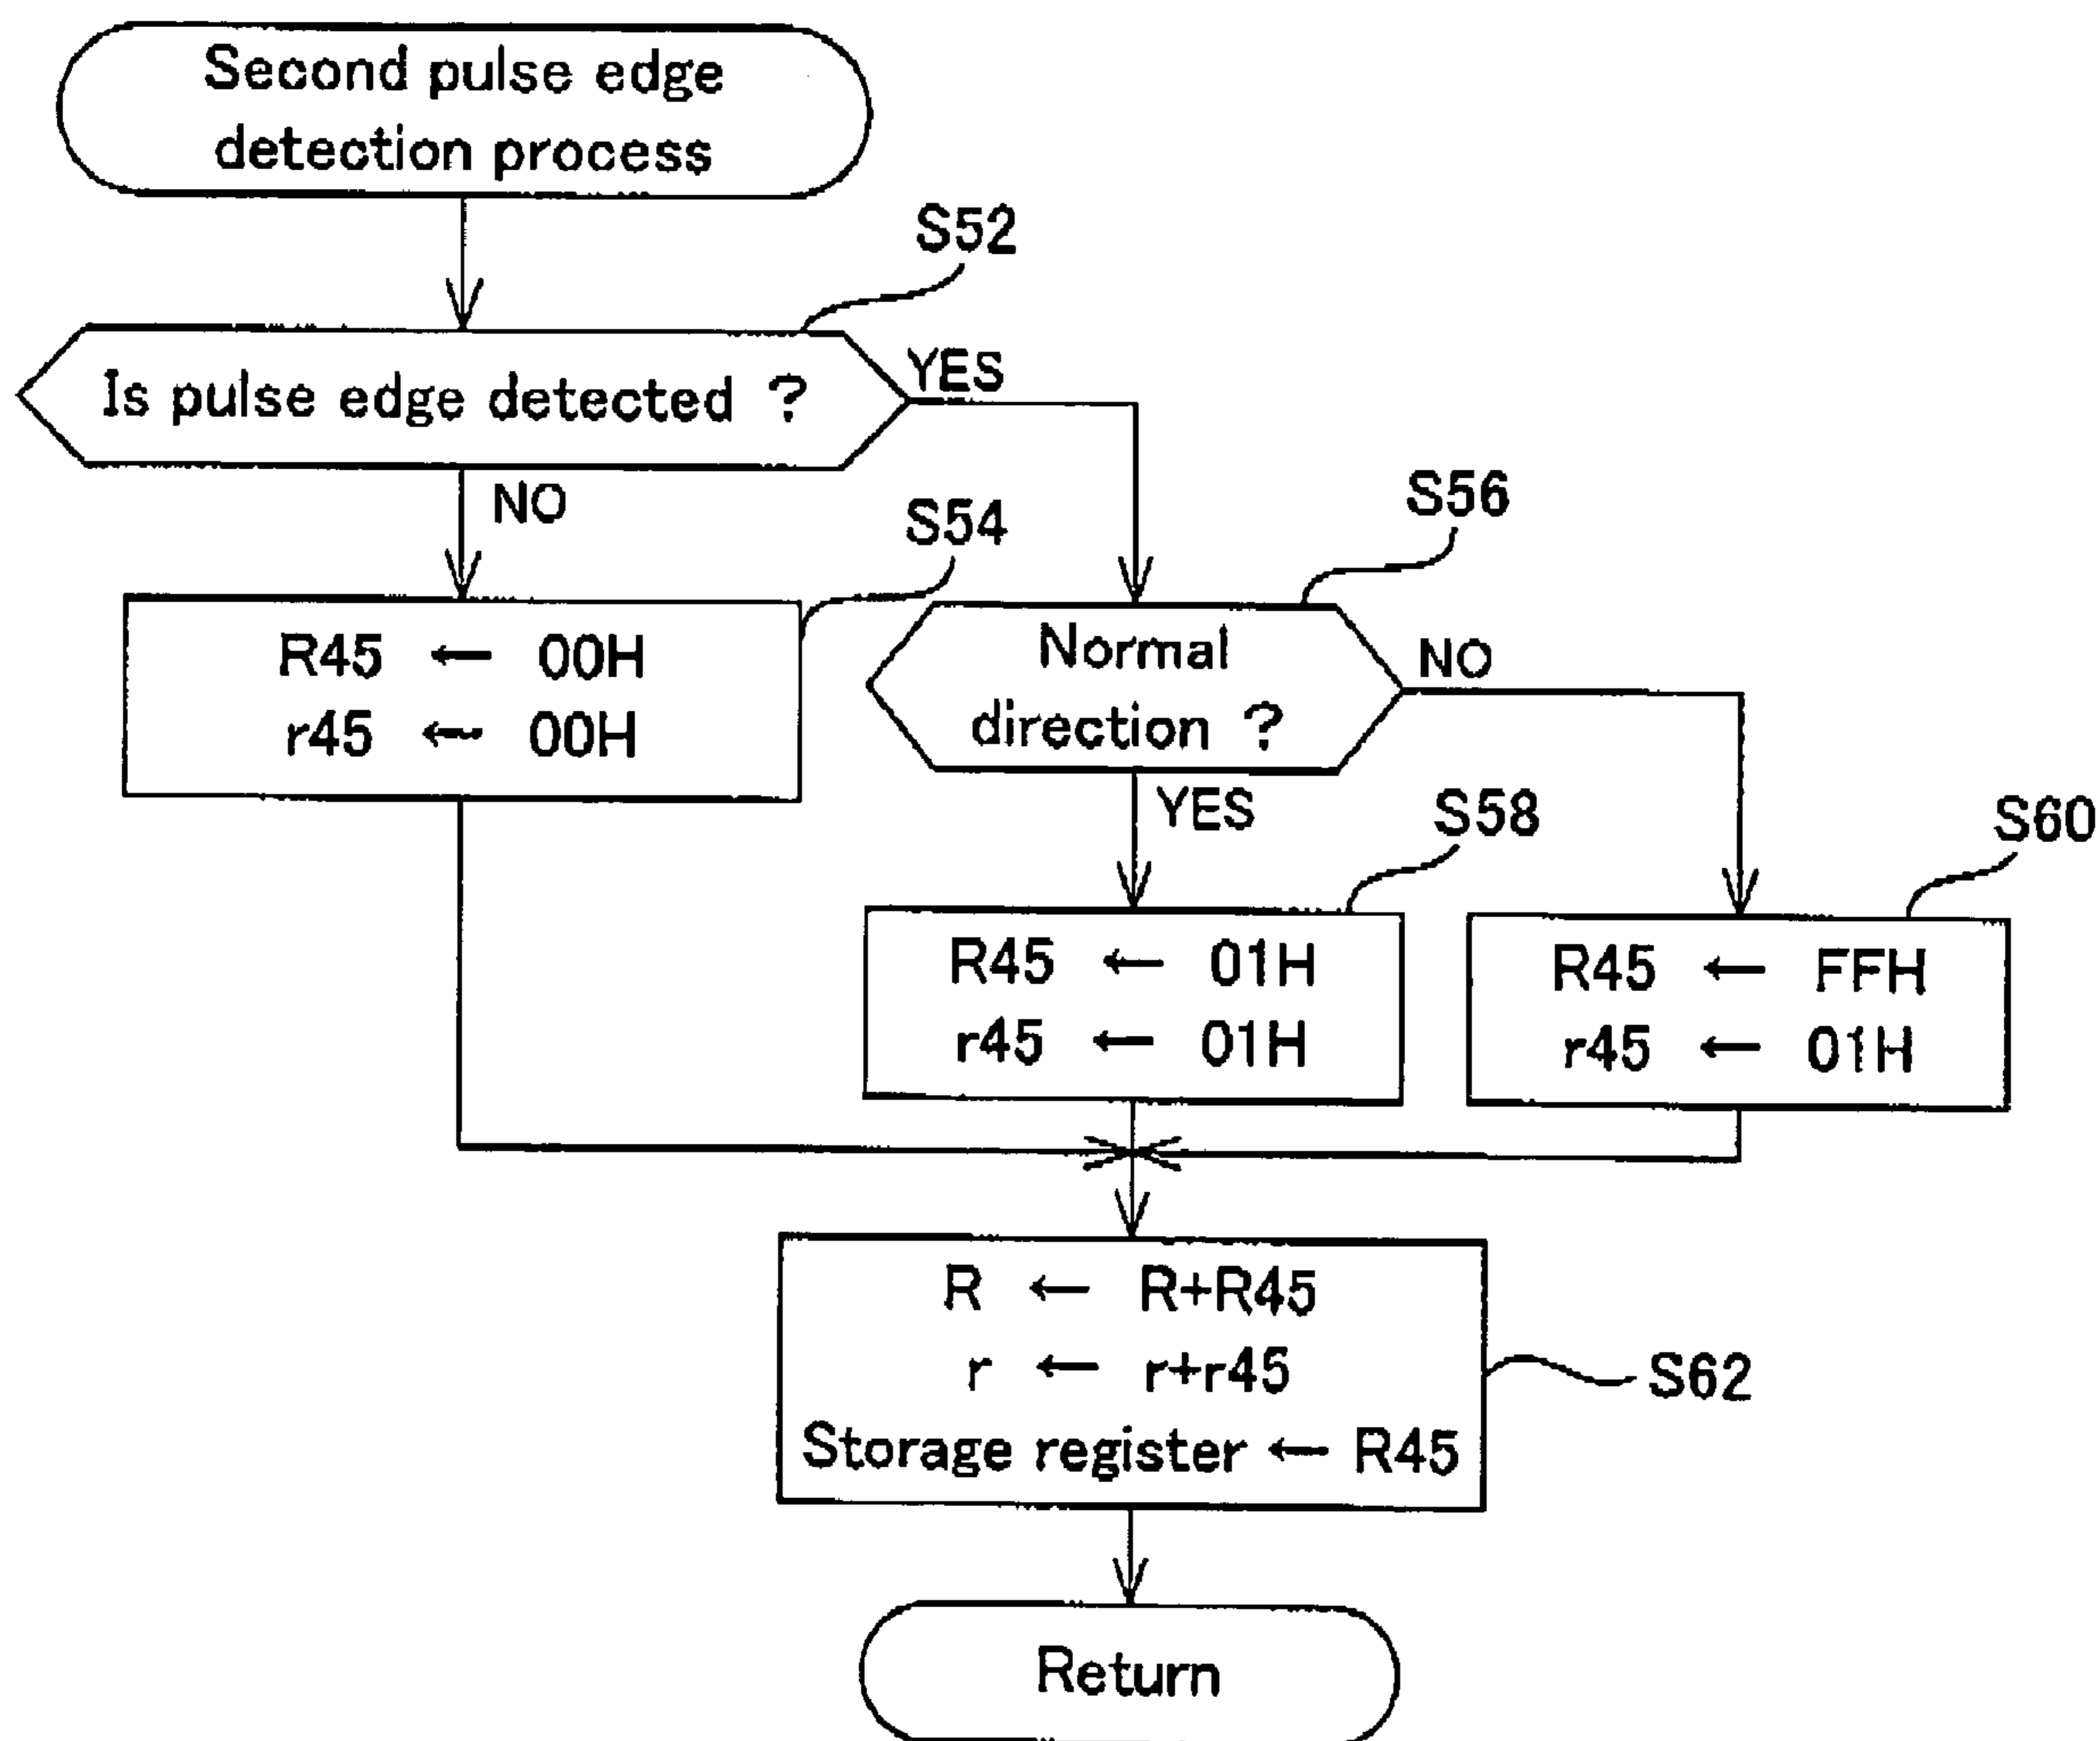 Second pulse edge
detection process
S52
Is pulse edge detected ?
YES
NO
S54
R45 ← 00H
r45 ← 00H
S56
Normal
direction ?
NO
YES
S58
R45 ← 01H
r45 ← 01H
S60
R45 ← FFH
r45 ← 01H
R ← R+R45
r ← r+r45
Storage register ← R45
S62
Return